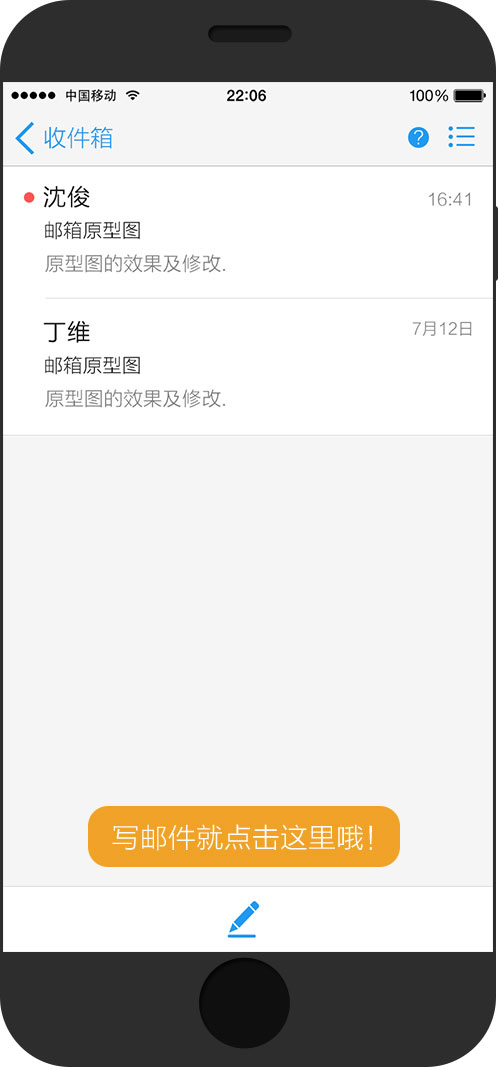 中国移动 22:06 100%
收件箱 ?
沈俊 16:41
邮箱原型图
原型图的效果及修改.
丁维 7月12日
邮箱原型图
原型图的效果及修改.
写邮件就点击这里哦!